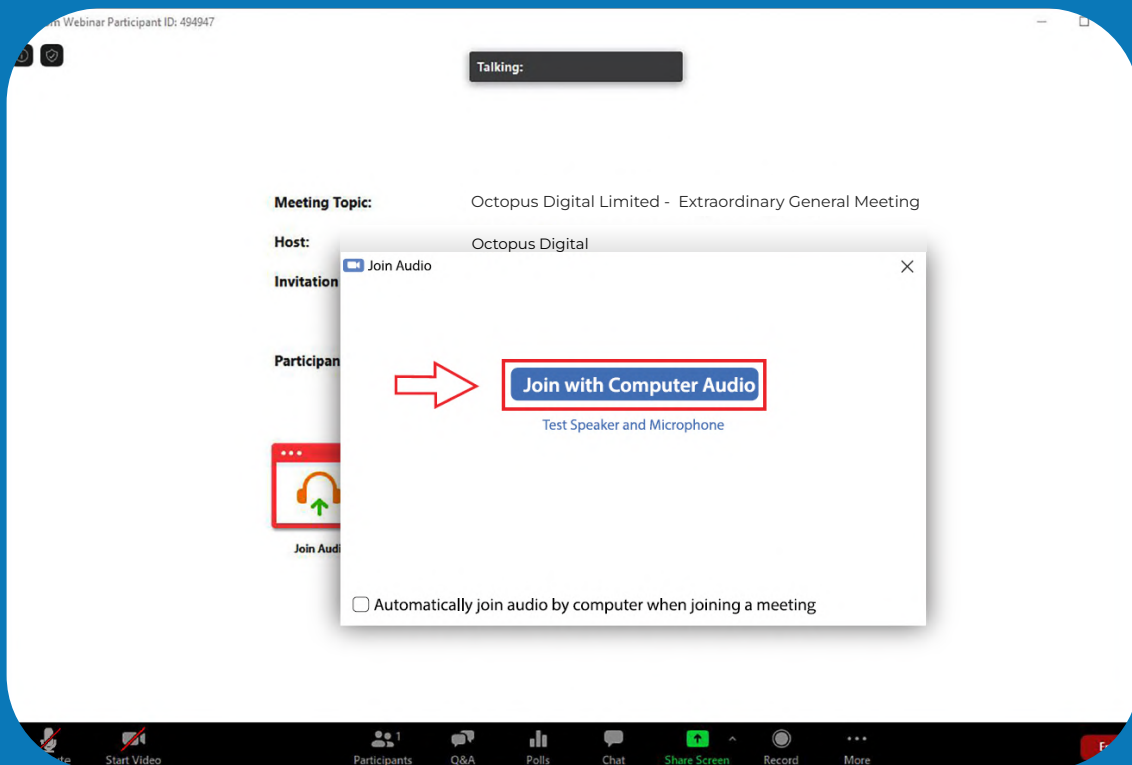 Webinar Participant ID: 494947
Talking:
Meeting Topic: Octopus Digital Limited - Extraordinary General Meeting
Host: Octopus Digital
Join Audio
Invitation
Join with Computer Audio
Test Speaker and Microphone
Join
Automatically join audio by computer when joining a meeting
Start Video Participants 1 Q&A Polls Chat Share Screen Record More